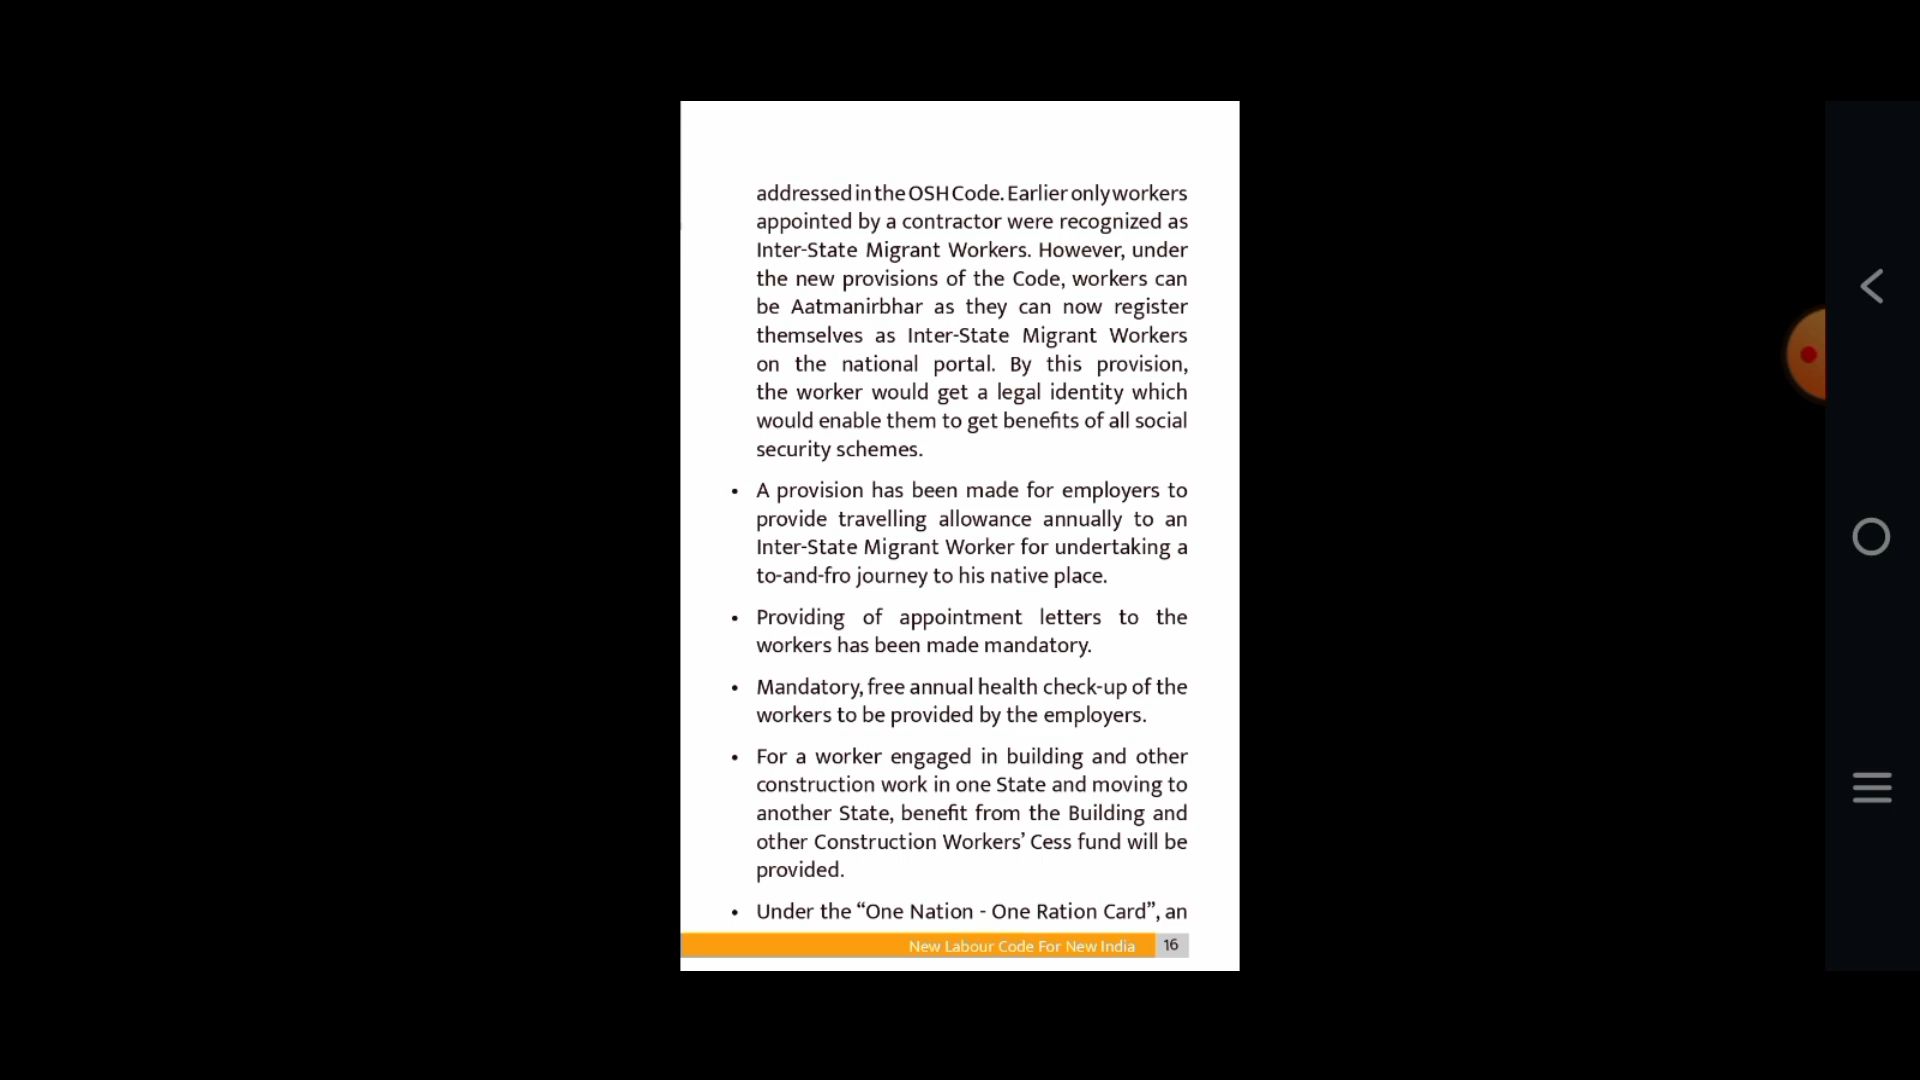 addressed in the OSH Code. Earlier only workers
appointed by a contractor were recognized as
Inter-State Migrant Workers. However, under
the new provisions of the Code, workers can
be Aatmanirbhar as they can now register
themselves as Inter-State Migrant Workers
on the national portal. By this provision,
the worker would get a legal identity which
would enable them to get benefits of all social
security schemes.
• A provision has been made for employers to
provide travelling allowance annually to an
Inter-State Migrant Worker for undertaking a
to-and-fro journey to his native place.
• Providing of appointment letters to the
workers has been made mandatory.
• Mandatory, free annual health check-up of the
workers to be provided by the employers.
• For a worker engaged in building and other
construction work in one State and moving to
another State, benefit from the Building and
other Construction Workers’ Cess fund will be
provided.
• Under the “One Nation - One Ration Card”, an
New Labour Code For New India 16